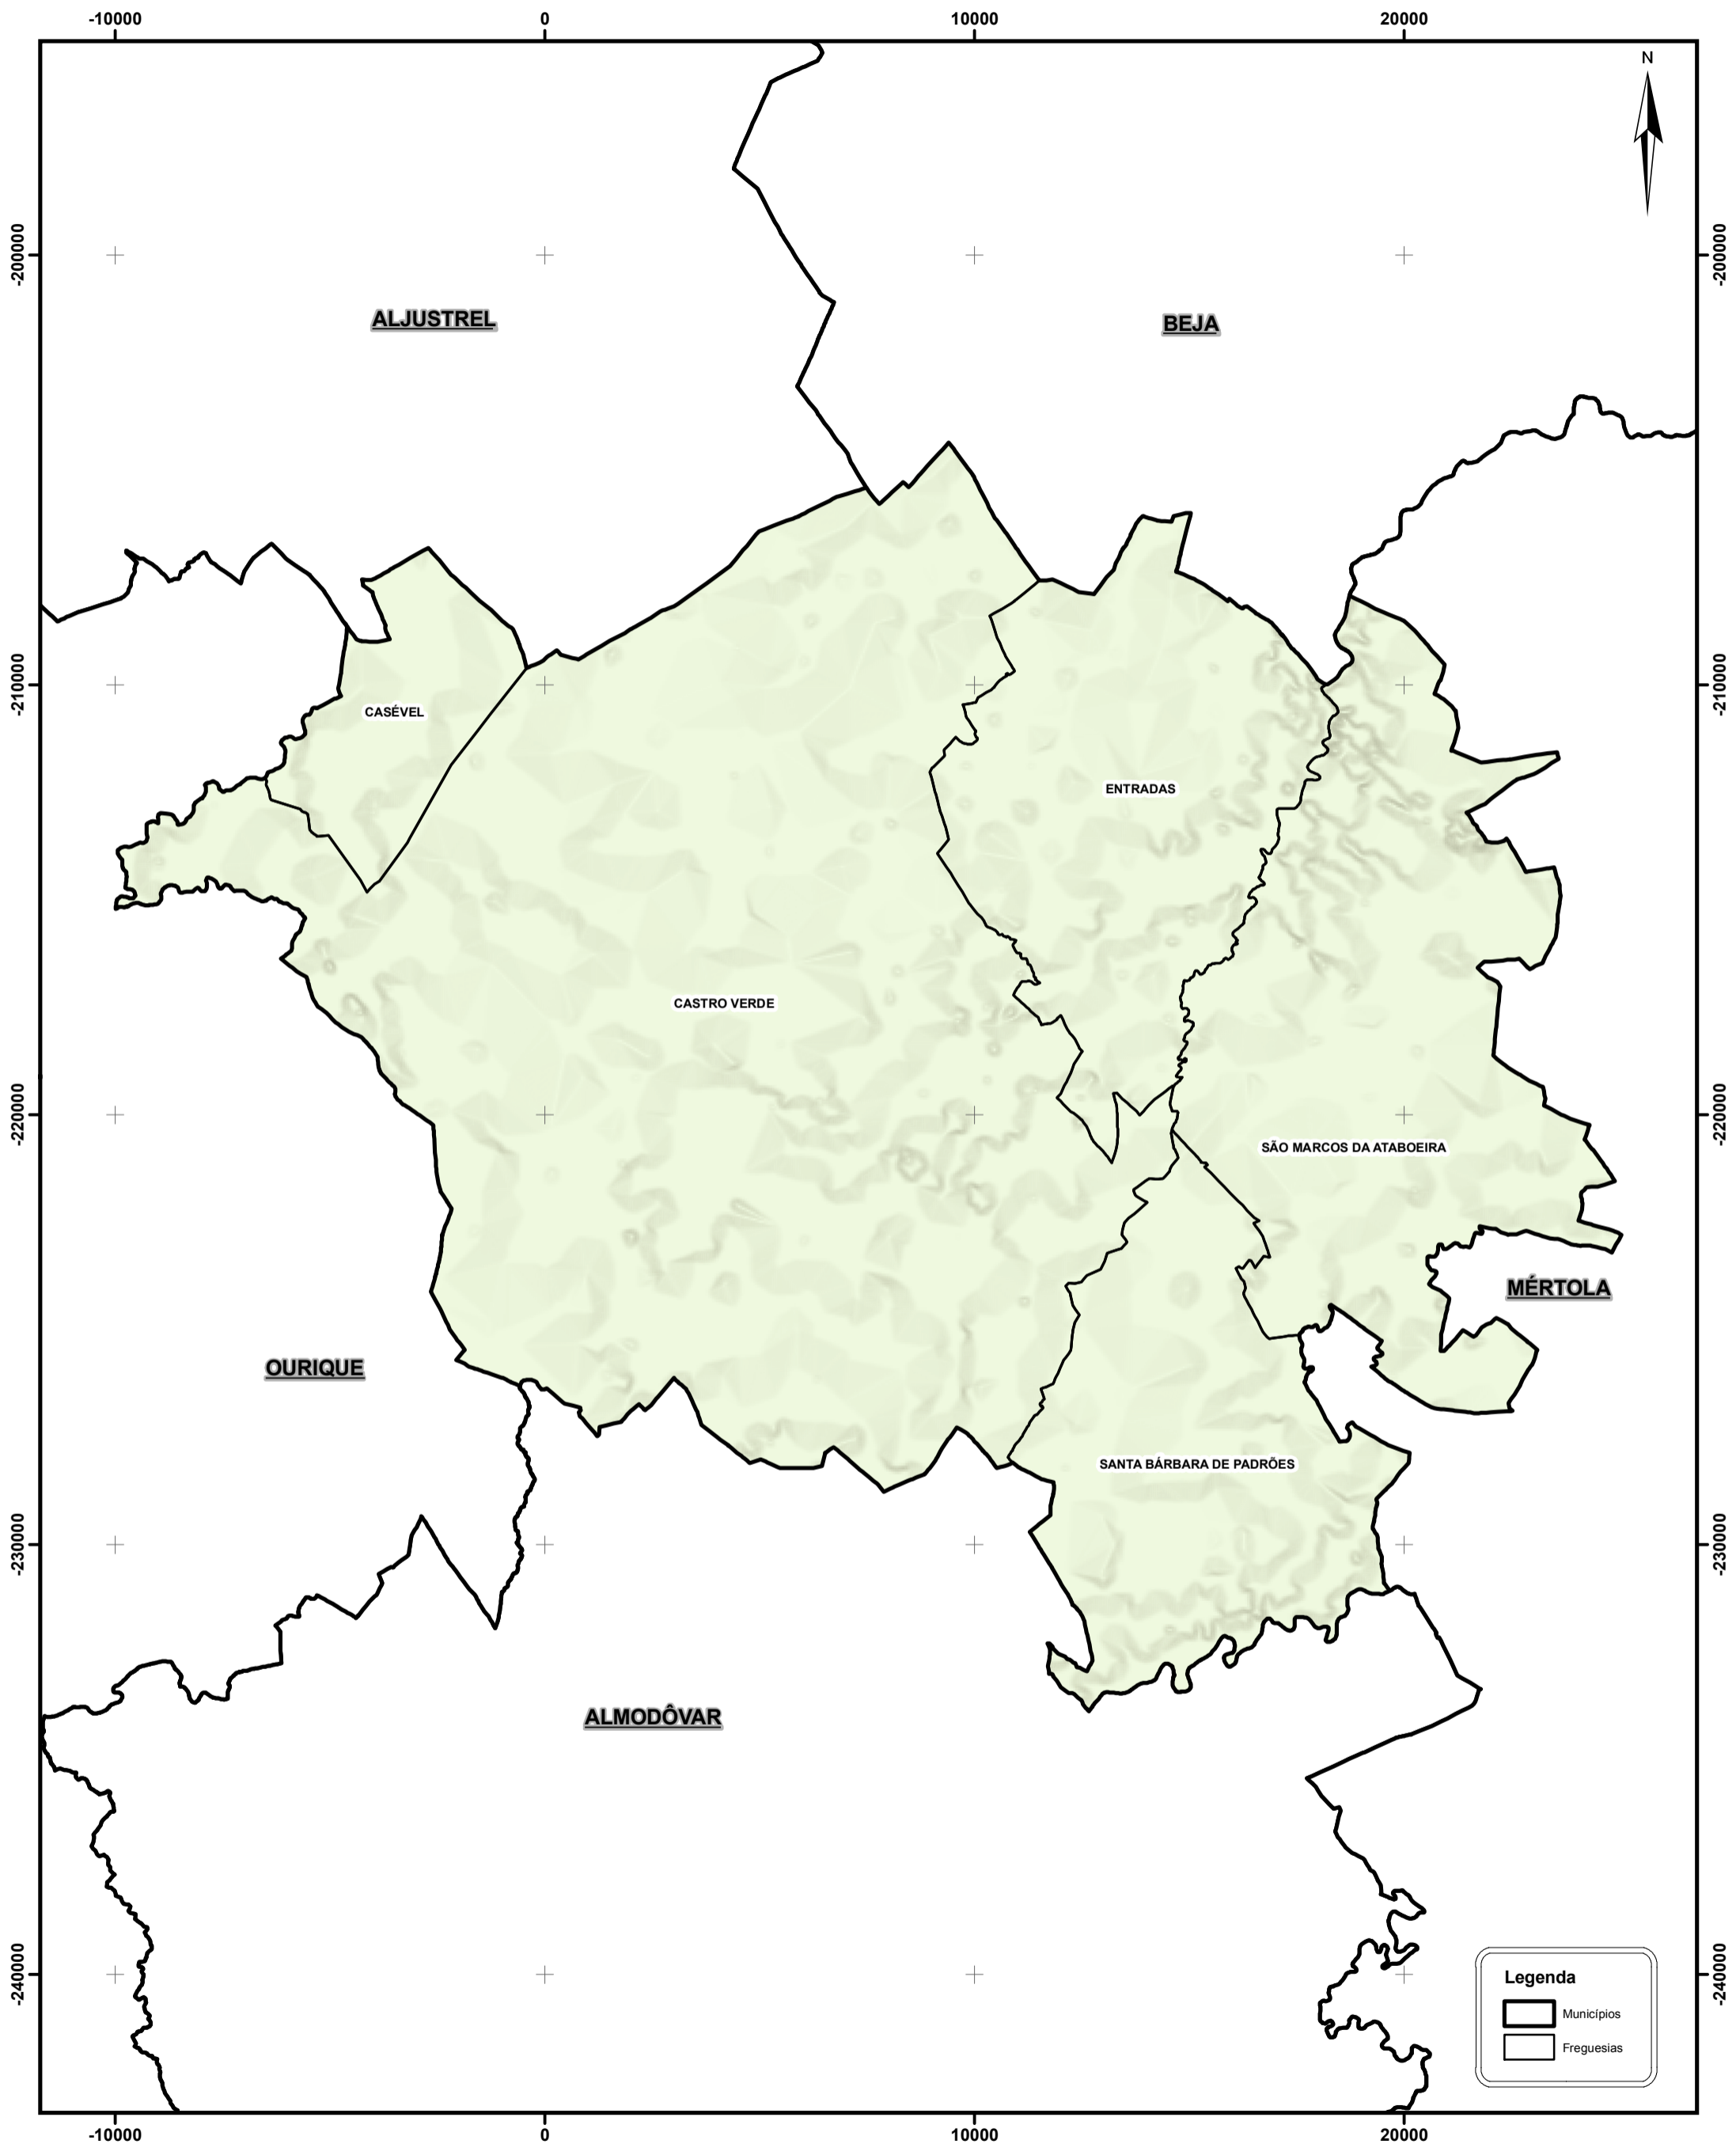 -10000 0 10000 20000
N
-200000 -200000
ALJUSTREL
BEJA
-210000 -210000
CASÉVEL
ENTRADAS
CASTRO VERDE
-220000 -220000
SÃO MARCOS DA ATABOEIRA
MÉRTOLA
OURIQUE
SANTA BÁRBARA DE PADRÕES
-230000 -230000
ALMODÔVAR
-240000 -240000
Legenda
Municípios
Freguesias
-10000 0 10000 20000